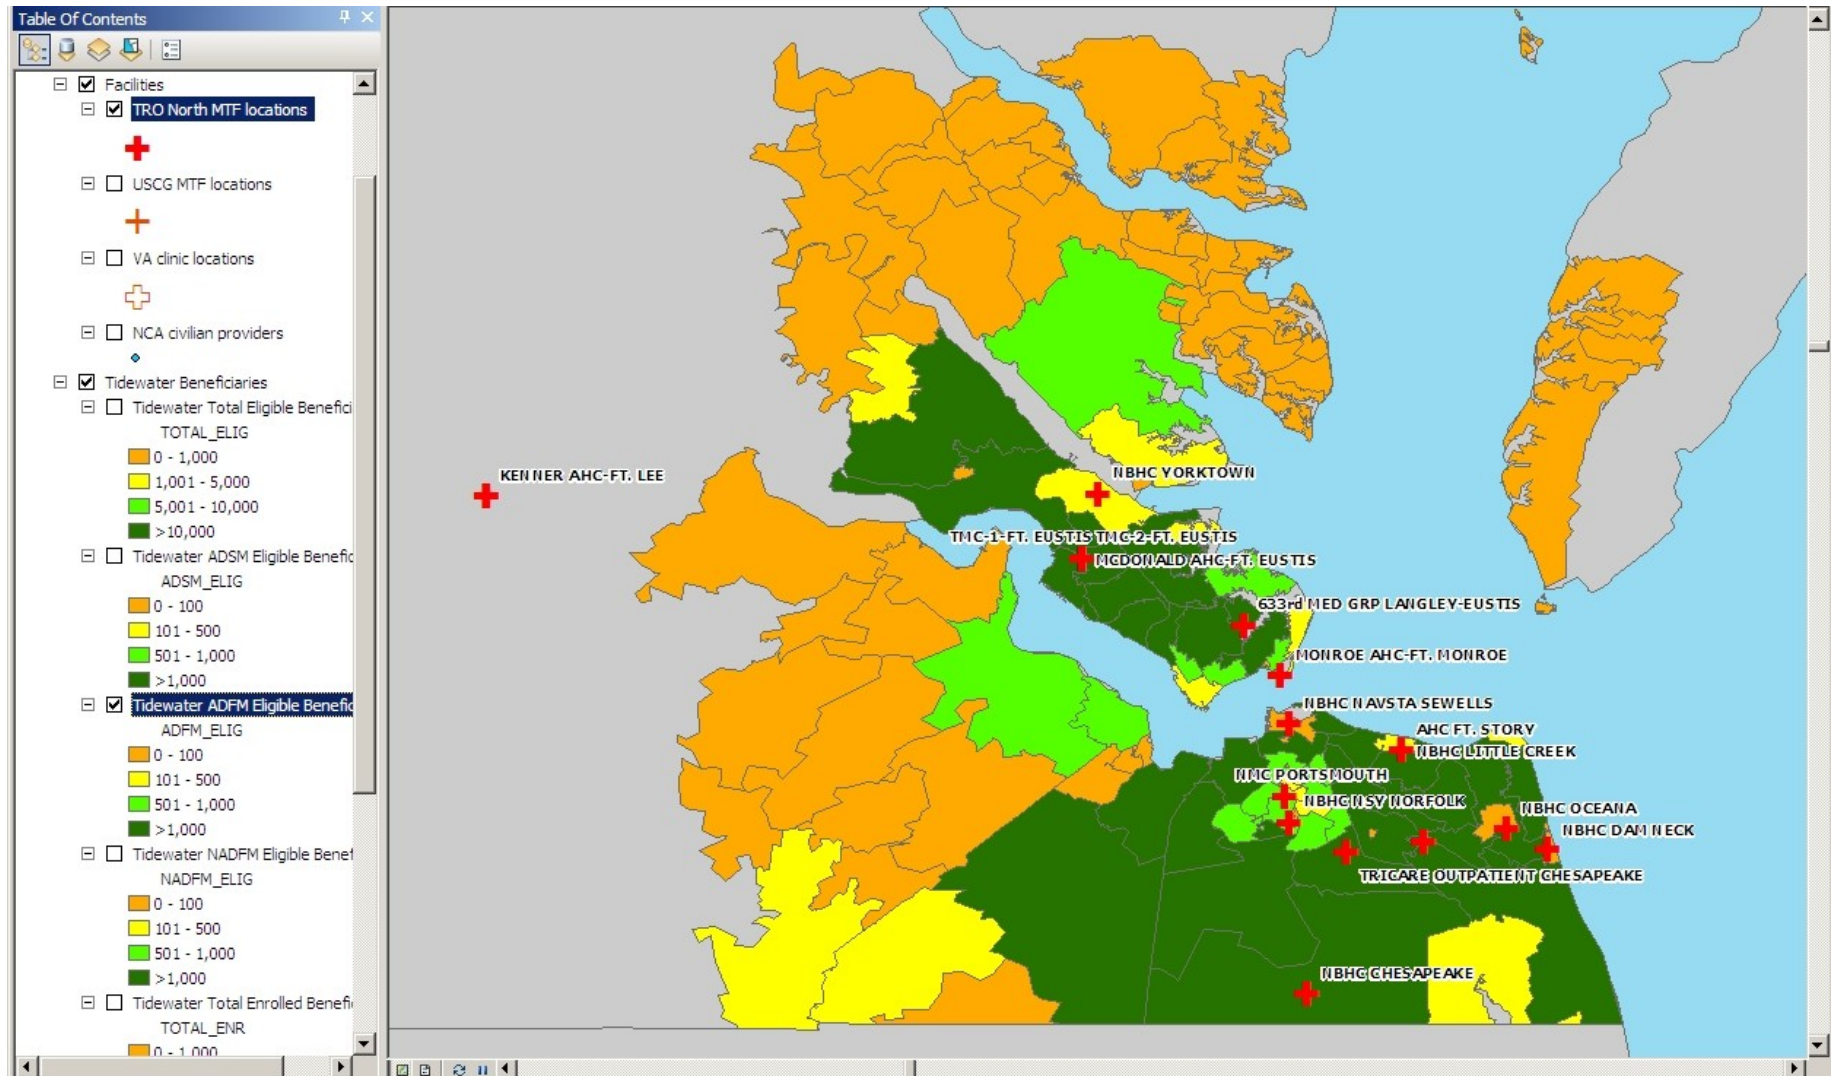 Table Of Contents
Facilities
TRO North MTF locations
USCG MTF locations
VA clinic locations
NCA civilian providers
Tidewater Beneficiaries
Tidewater Total Eligible Benefici
TOTAL_ELIG
0 - 1,000
1,001 - 5,000
5,001 - 10,000
>10,000
Tidewater ADSM Eligible Benefic
ADSM_ELIG
0 - 100
101 - 500
501 - 1,000
>1,000
Tidewater ADFM Eligible Benefic
ADFM_ELIG
0 - 100
101 - 500
501 - 1,000
>1,000
Tidewater NADFM Eligible Benef
NADFM_ELIG
0 - 100
101 - 500
501 - 1,000
>1,000
Tidewater Total Enrolled Benefi
TOTAL_ENR
0 - 1,000
KENNER AHC-FT. LEE
NBHC YORKTOWN
TMC-1-FT. EUSTIS TMC-2-FT. EUSTIS
MCDONALD AHC-FT. EUSTIS
633rd MED GRP LANGLEY-EUSTIS
MONROE AHC-FT. MONROE
NBHC NAVSTA SEWELLS
AHC FT. STORY
NBHC LITTLE CREEK
NMC PORTSMOUTH
NBHC NSY NORFOLK
NBHC OCEANA
NBHC DAM NECK
TRICARE OUTPATIENT CHESAPEAKE
NBHC CHESAPEAKE